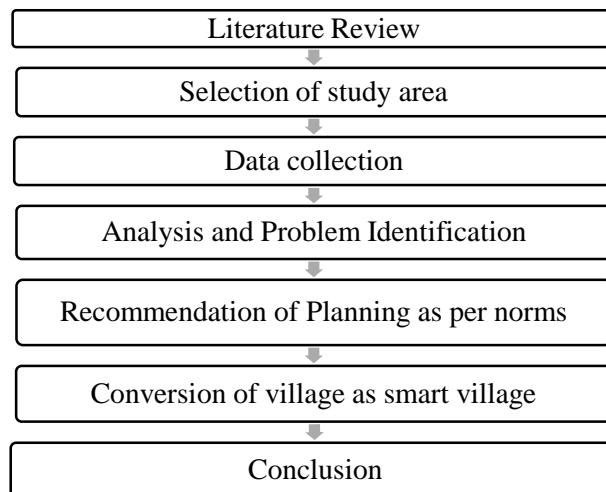 Literature Review
Selection of study area
Data collection
Analysis and Problem Identification
Recommendation of Planning as per norms
Conversion of village as smart village
Conclusion